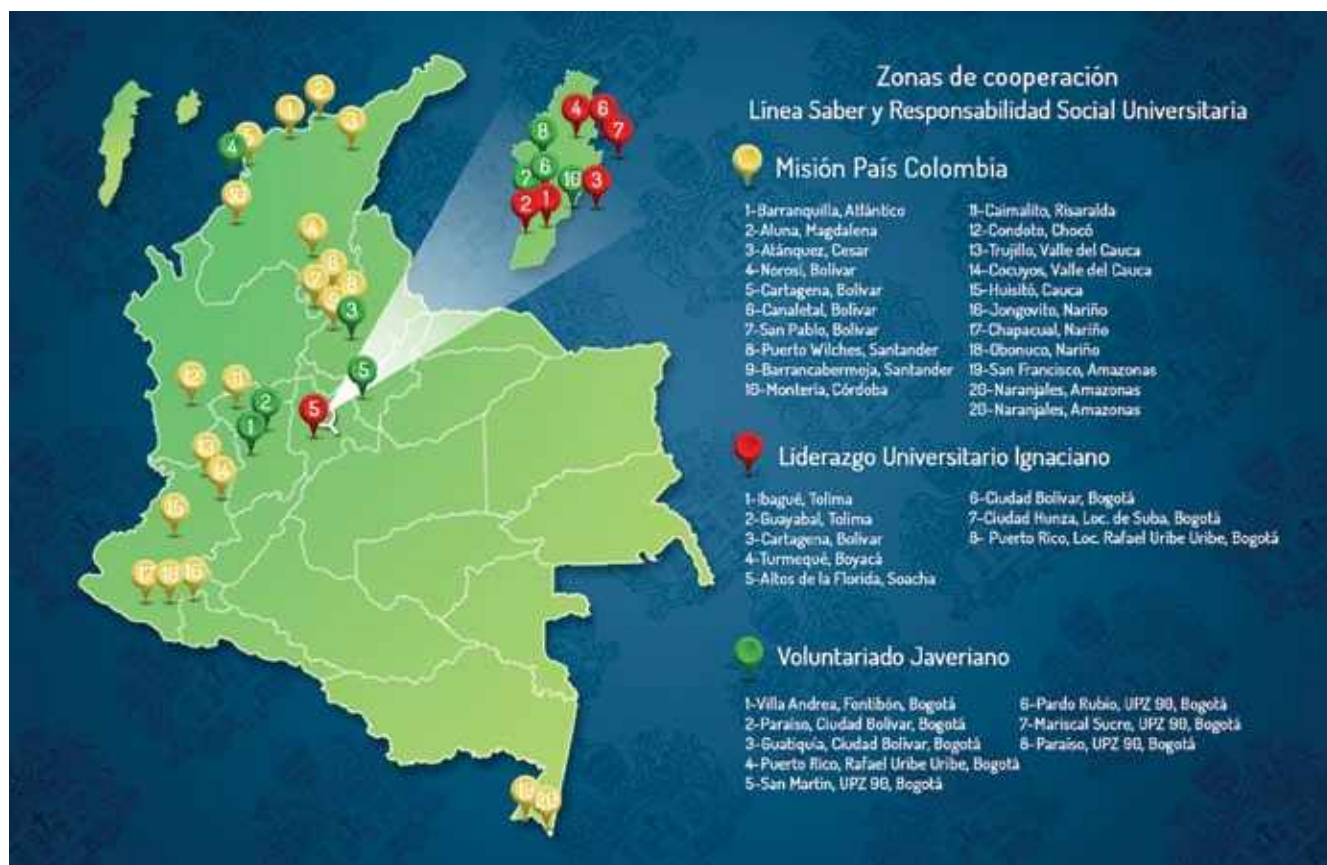 Zonas de cooperación
Línea Saber y Responsabilidad Social Universitaria
Misión País Colombia
1-Barranquilla, Atlántico
2-Aluna, Magdalena
3-Atánquez, Cesar
4-Norosí, Bolívar
5-Cartagena, Bolívar
6-Canaletal, Bolívar
7-San Pablo, Bolívar
8-Puerto Wilches, Santander
9-Barrancabermeja, Santander
10-Montería, Córdoba
11-Caimalito, Risaralda
12-Condoto, Chocó
13-Trujillo, Valle del Cauca
14-Cocuyos, Valle del Cauca
15-Huisitó, Cauca
16-Jongovito, Nariño
17-Chapacual, Nariño
18-Obonuco, Nariño
19-San Francisco, Amazonas
20-Naranjales, Amazonas
20-Naranjales, Amazonas
Liderazgo Universitario Ignaciano
1-Ibagué, Tolima
2-Guayabal, Tolima
3-Cartagena, Bolívar
4-Turmequé, Boyacá
5-Altos de la Florida, Soacha
6-Ciudad Bolívar, Bogotá
7-Ciudad Hunza, Loc. de Suba, Bogotá
8- Puerto Rico, Loc. Rafael Uribe Uribe, Bogotá
Voluntariado Javeriano
1-Villa Andrea, Fontibón, Bogotá
2-Paraíso, Ciudad Bolívar, Bogotá
3-Guatiquía, Ciudad Bolívar, Bogotá
4-Puerto Rico, Rafael Uribe Uribe, Bogotá
5-San Martín, UPZ 90, Bogotá
6-Pardo Rubio, UPZ 90, Bogotá
7-Mariscal Sucre, UPZ 90, Bogotá
8-Paraíso, UPZ 90, Bogotá